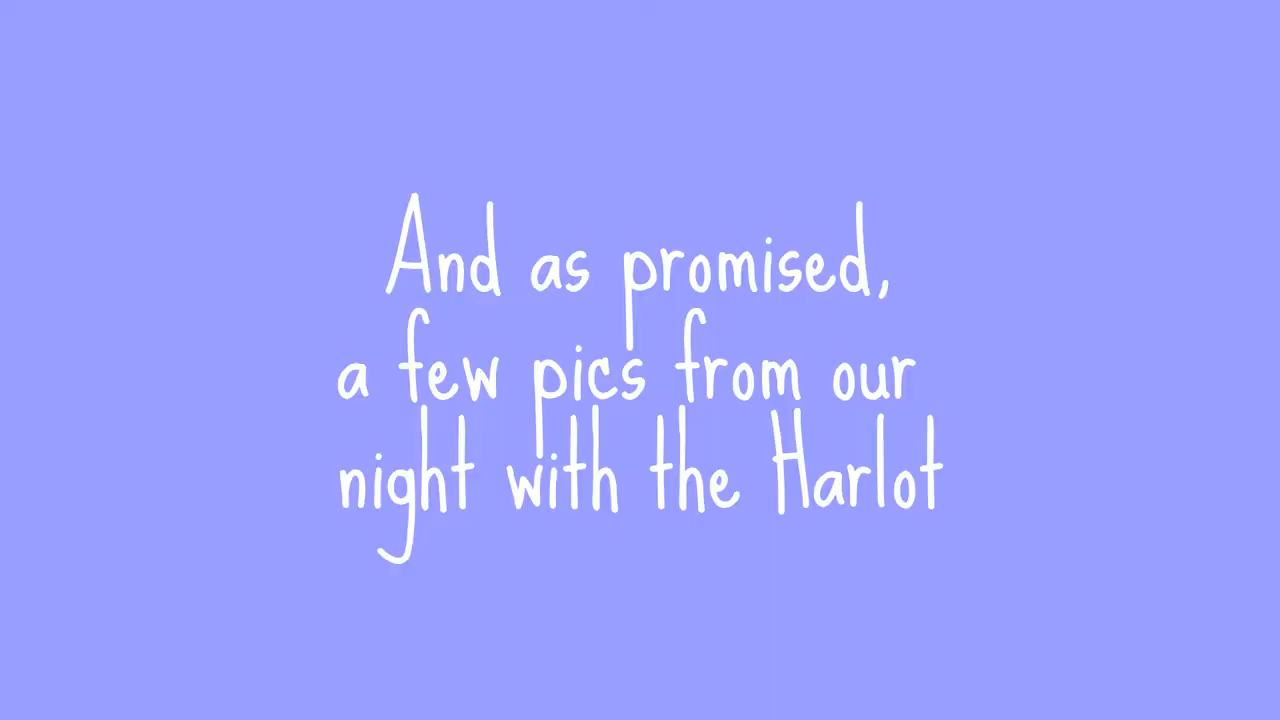 And as promised,
a few pics from our
night with the Harlot